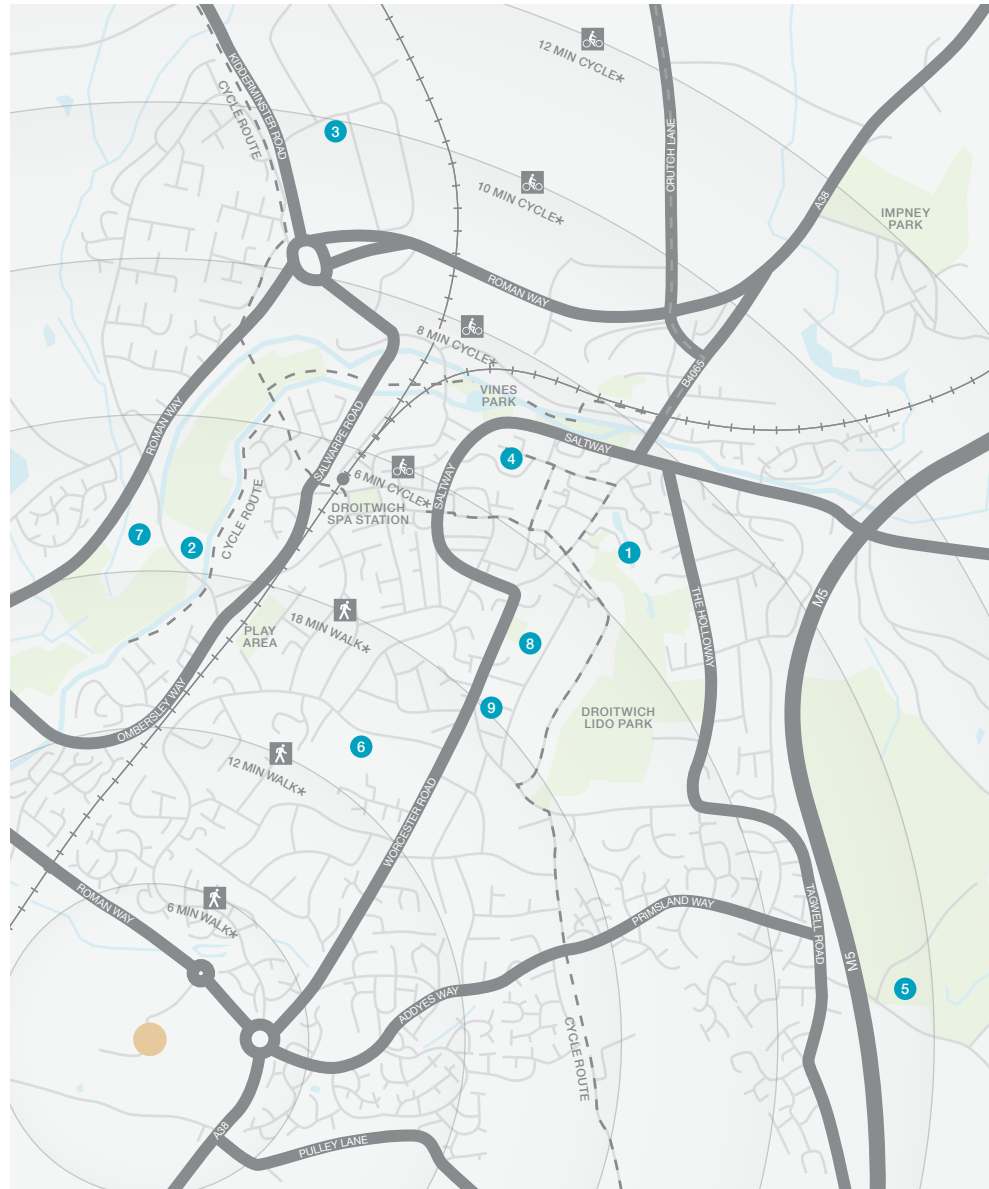 12 MIN CYCLE*
KIDDERMINSTER ROAD
CYCLE ROUTE
3
CRUTCH LANE
10 MIN CYCLE*
A38
IMPNEY
PARK
ROMAN WAY
8 MIN CYCLE*
B4065
VINES
PARK
ROMAN WAY
SALWARPE ROAD
SALTWAY
4
SALTWAY
6 MIN CYCLE*
DROITWICH
SPA STATION
CYCLE ROUTE
7
2
1
M5
THE HOLLOWAY
18 MIN WALK*
PLAY
AREA
8
9
DROITWICH
LIDO PARK
OMBERSLEY WAY
6
12 MIN WALK*
WORCESTER ROAD
ROMAN WAY
6 MIN WALK*
PRIMSLAND WAY
TAGWELL ROAD
M5
5
ADDYES WAY
CYCLE ROUTE
A38
PULLEY LANE